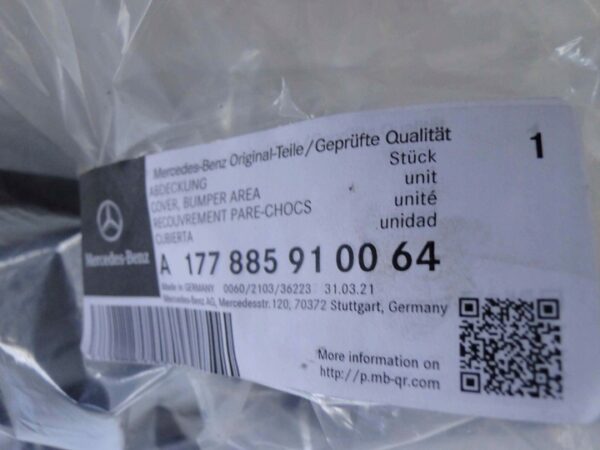 Mercedes-Benz Original-Teile/Geprüfte Qualität
ABDECKUNG
COVER, BUMPER AREA
RECOUVREMENT PARE-CHOCS
CUBIERTA
Stück
unit
unité
unidad
1
Mercedes-Benz
A 177 885 91 00 64
Made in GERMANY 0060/2103/36223 31.03.21
Mercedes-Benz AG, Mercedesstr.120, 70372 Stuttgart, Germany
More information on
http://p.mb-qr.com